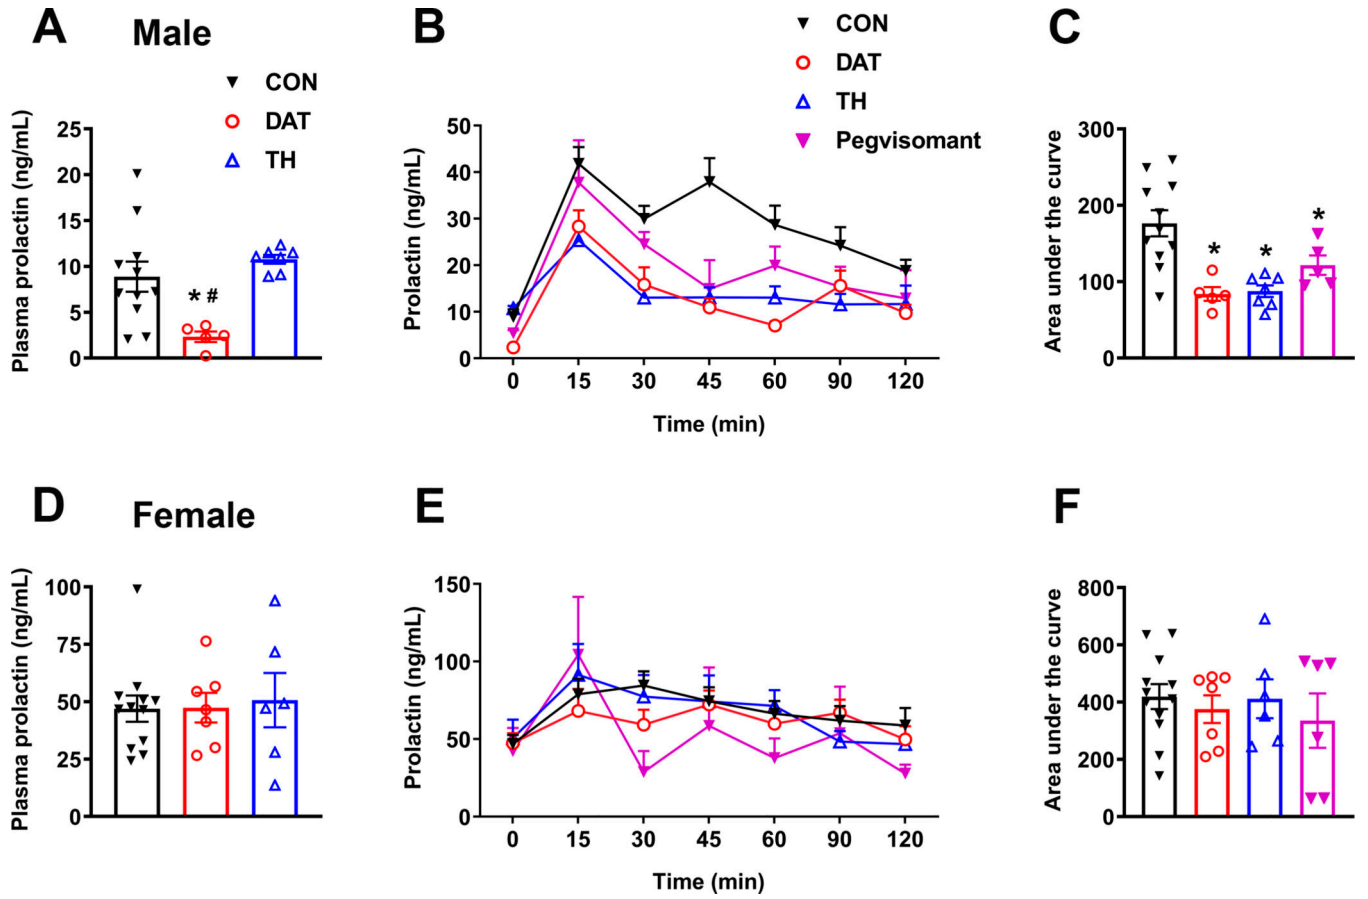 A Male
CON
DAT
TH
Plasma prolactin (ng/mL)
25
20
15
10
5
0
* #
B
CON
DAT
TH
Pegvisomant
Prolactin (ng/mL)
50
40
30
20
10
0
0 15 30 45 60 90 120
Time (min)
C
Area under the curve
300
200
100
0
* * *
D Female
Plasma prolactin (ng/mL)
100
75
50
25
0
E
Prolactin (ng/mL)
150
100
50
0
0 15 30 45 60 90 120
Time (min)
F
Area under the curve
800
600
400
200
0